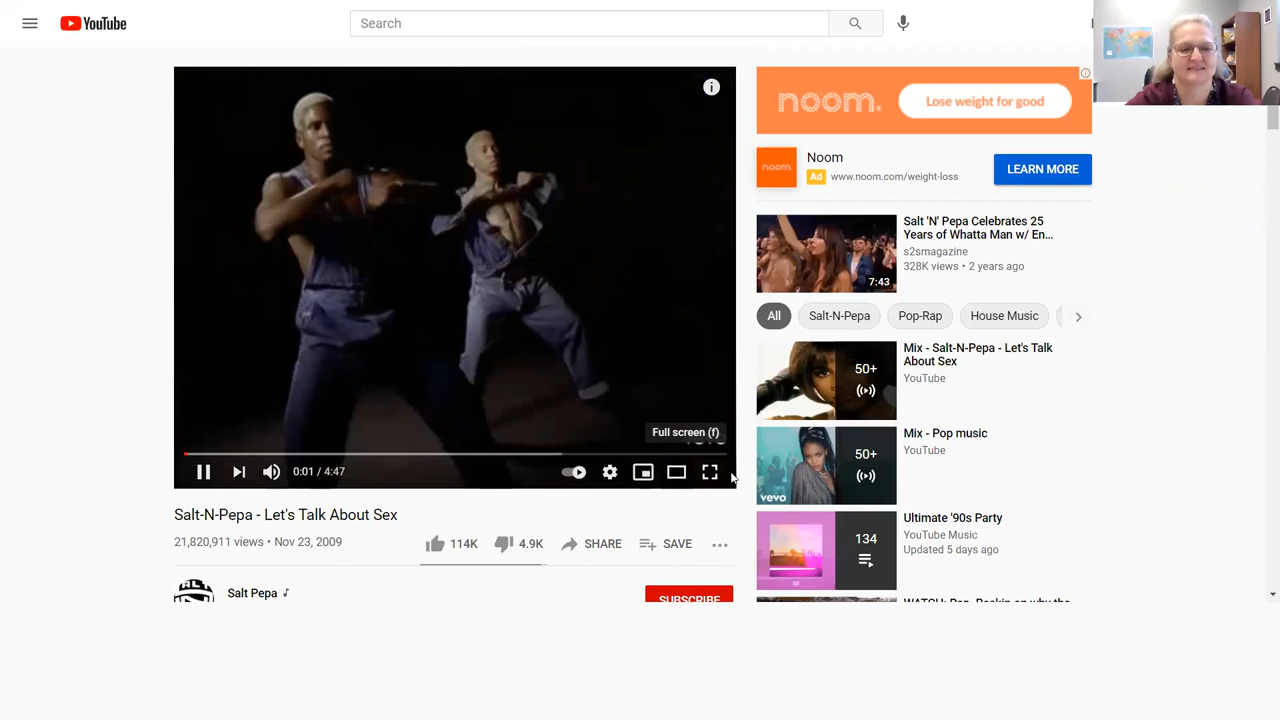 YouTube
Search
noom.
Lose weight for good
Noom
Ad www.noom.com/weight-loss
LEARN MORE
Salt 'N' Pepa Celebrates 25
Years of Whatta Man w/ En...
s2smagazine
328K views • 2 years ago
7:43
All
Salt-N-Pepa
Pop-Rap
House Music
Mix - Salt-N-Pepa - Let's Talk
About Sex
YouTube
50+
Mix - Pop music
YouTube
50+
vevo
Ultimate '90s Party
YouTube Music
Updated 5 days ago
134
Full screen (f)
0:01 / 4:47
Salt-N-Pepa - Let's Talk About Sex
21,820,911 views • Nov 23, 2009
114K
4.9K
SHARE
SAVE
Salt Pepa
SUBSCRIBE